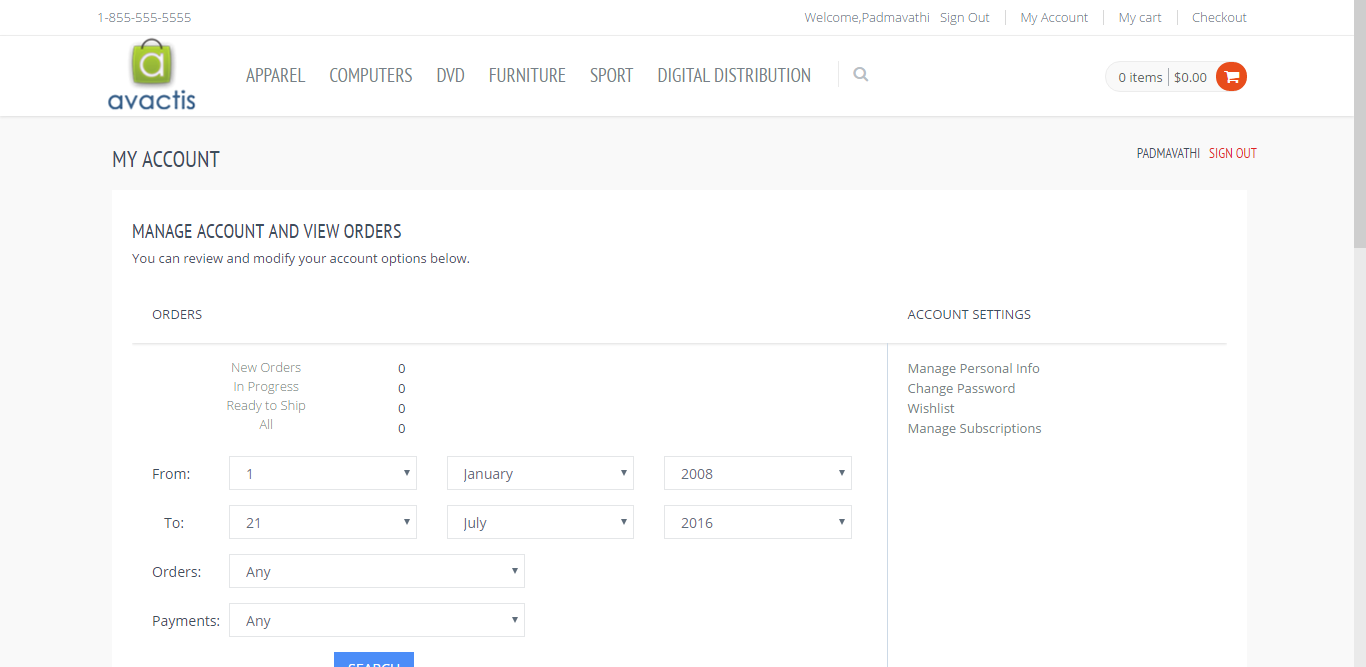 1-855-555-5555
Welcome,Padmavathi Sign Out My Account My cart Checkout
a
avactis
APPAREL COMPUTERS DVD FURNITURE SPORT DIGITAL DISTRIBUTION
0 items $0.00
MY ACCOUNT
PADMAVATHI SIGN OUT
MANAGE ACCOUNT AND VIEW ORDERS
You can review and modify your account options below.
ORDERS
ACCOUNT SETTINGS
New Orders 0
In Progress 0
Ready to Ship 0
All 0
Manage Personal Info
Change Password
Wishlist
Manage Subscriptions
From: 1 January 2008
To: 21 July 2016
Orders: Any
Payments: Any
SEARCH